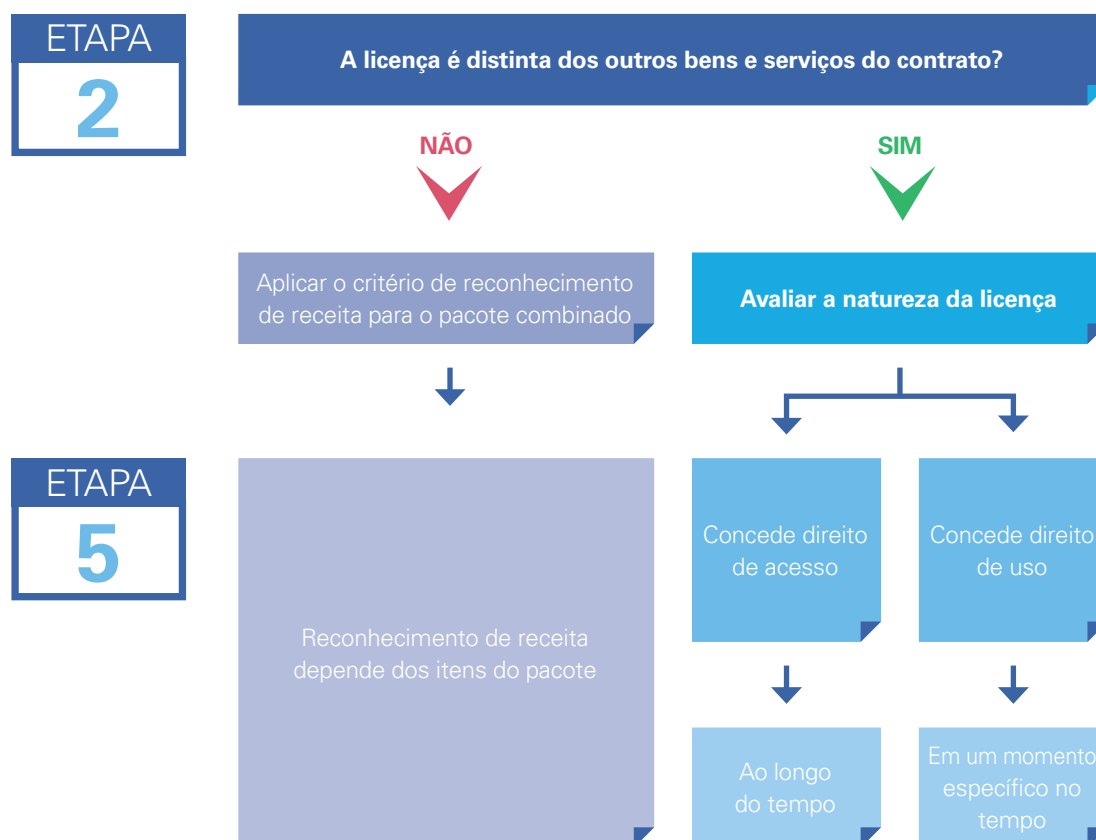 ETAPA
2
A licença é distinta dos outros bens e serviços do contrato?
NÃO
SIM
Aplicar o critério de reconhecimento
de receita para o pacote combinado
Avaliar a natureza da licença
ETAPA
5
Reconhecimento de receita
depende dos itens do pacote
Concede direito
de acesso
Concede direito
de uso
Ao longo
do tempo
Em um momento
específico no
tempo